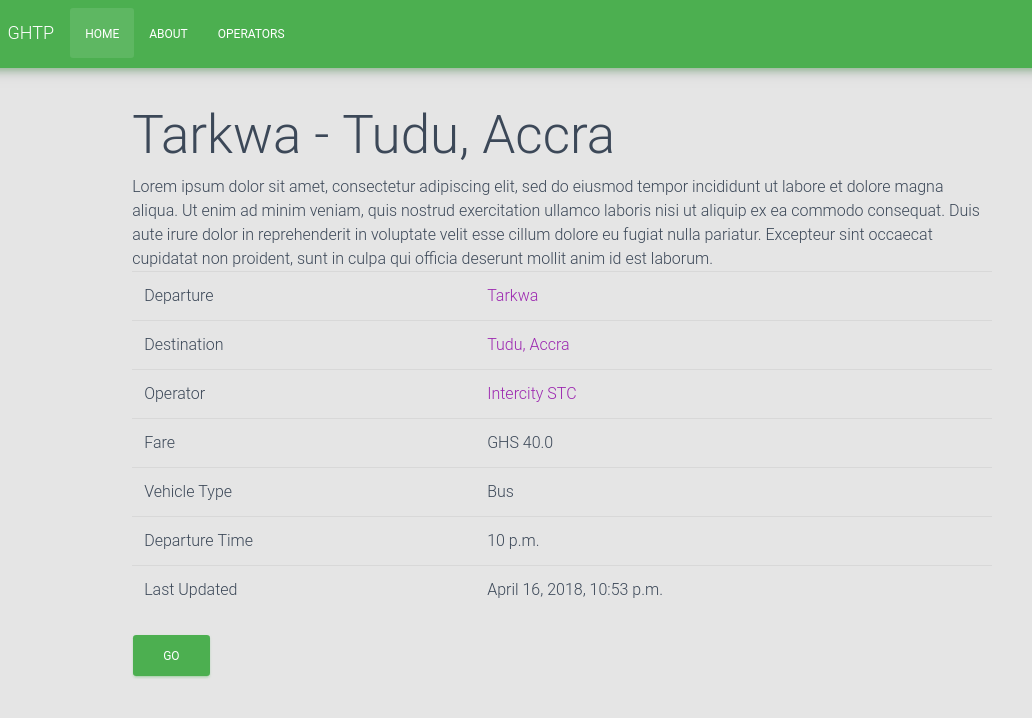 GHTP HOME ABOUT OPERATORS
Tarkwa - Tudu, Accra
Lorem ipsum dolor sit amet, consectetur adipiscing elit, sed do eiusmod tempor incididunt ut labore et dolore magna
aliqua. Ut enim ad minim veniam, quis nostrud exercitation ullamco laboris nisi ut aliquip ex ea commodo consequat. Duis
aute irure dolor in reprehenderit in voluptate velit esse cillum dolore eu fugiat nulla pariatur. Excepteur sint occaecat
cupidatat non proident, sunt in culpa qui officia deserunt mollit anim id est laborum.
Departure Tarkwa
Destination Tudu, Accra
Operator Intercity STC
Fare GHS 40.0
Vehicle Type Bus
Departure Time 10 p.m.
Last Updated April 16, 2018, 10:53 p.m.
GO